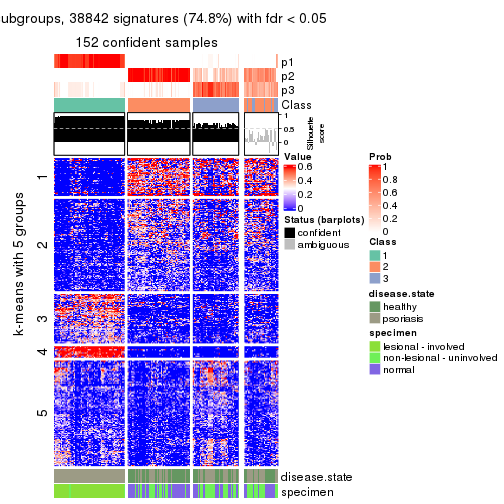 ubgroups, 38842 signatures (74.8%) with fdr < 0.05
152 confident samples
p1
p2
p3
Class
1
0.5
0
Silhouette
score
k-means with 5 groups
1
2
3
4
5
disease.state
specimen
Value
0.6
0.4
0.2
0
Status (barplots)
confident
ambiguous
Prob
1
0.8
0.6
0.4
0.2
0
Class
1
2
3
disease.state
healthy
psoriasis
specimen
lesional - involved
non-lesional - uninvolved
normal